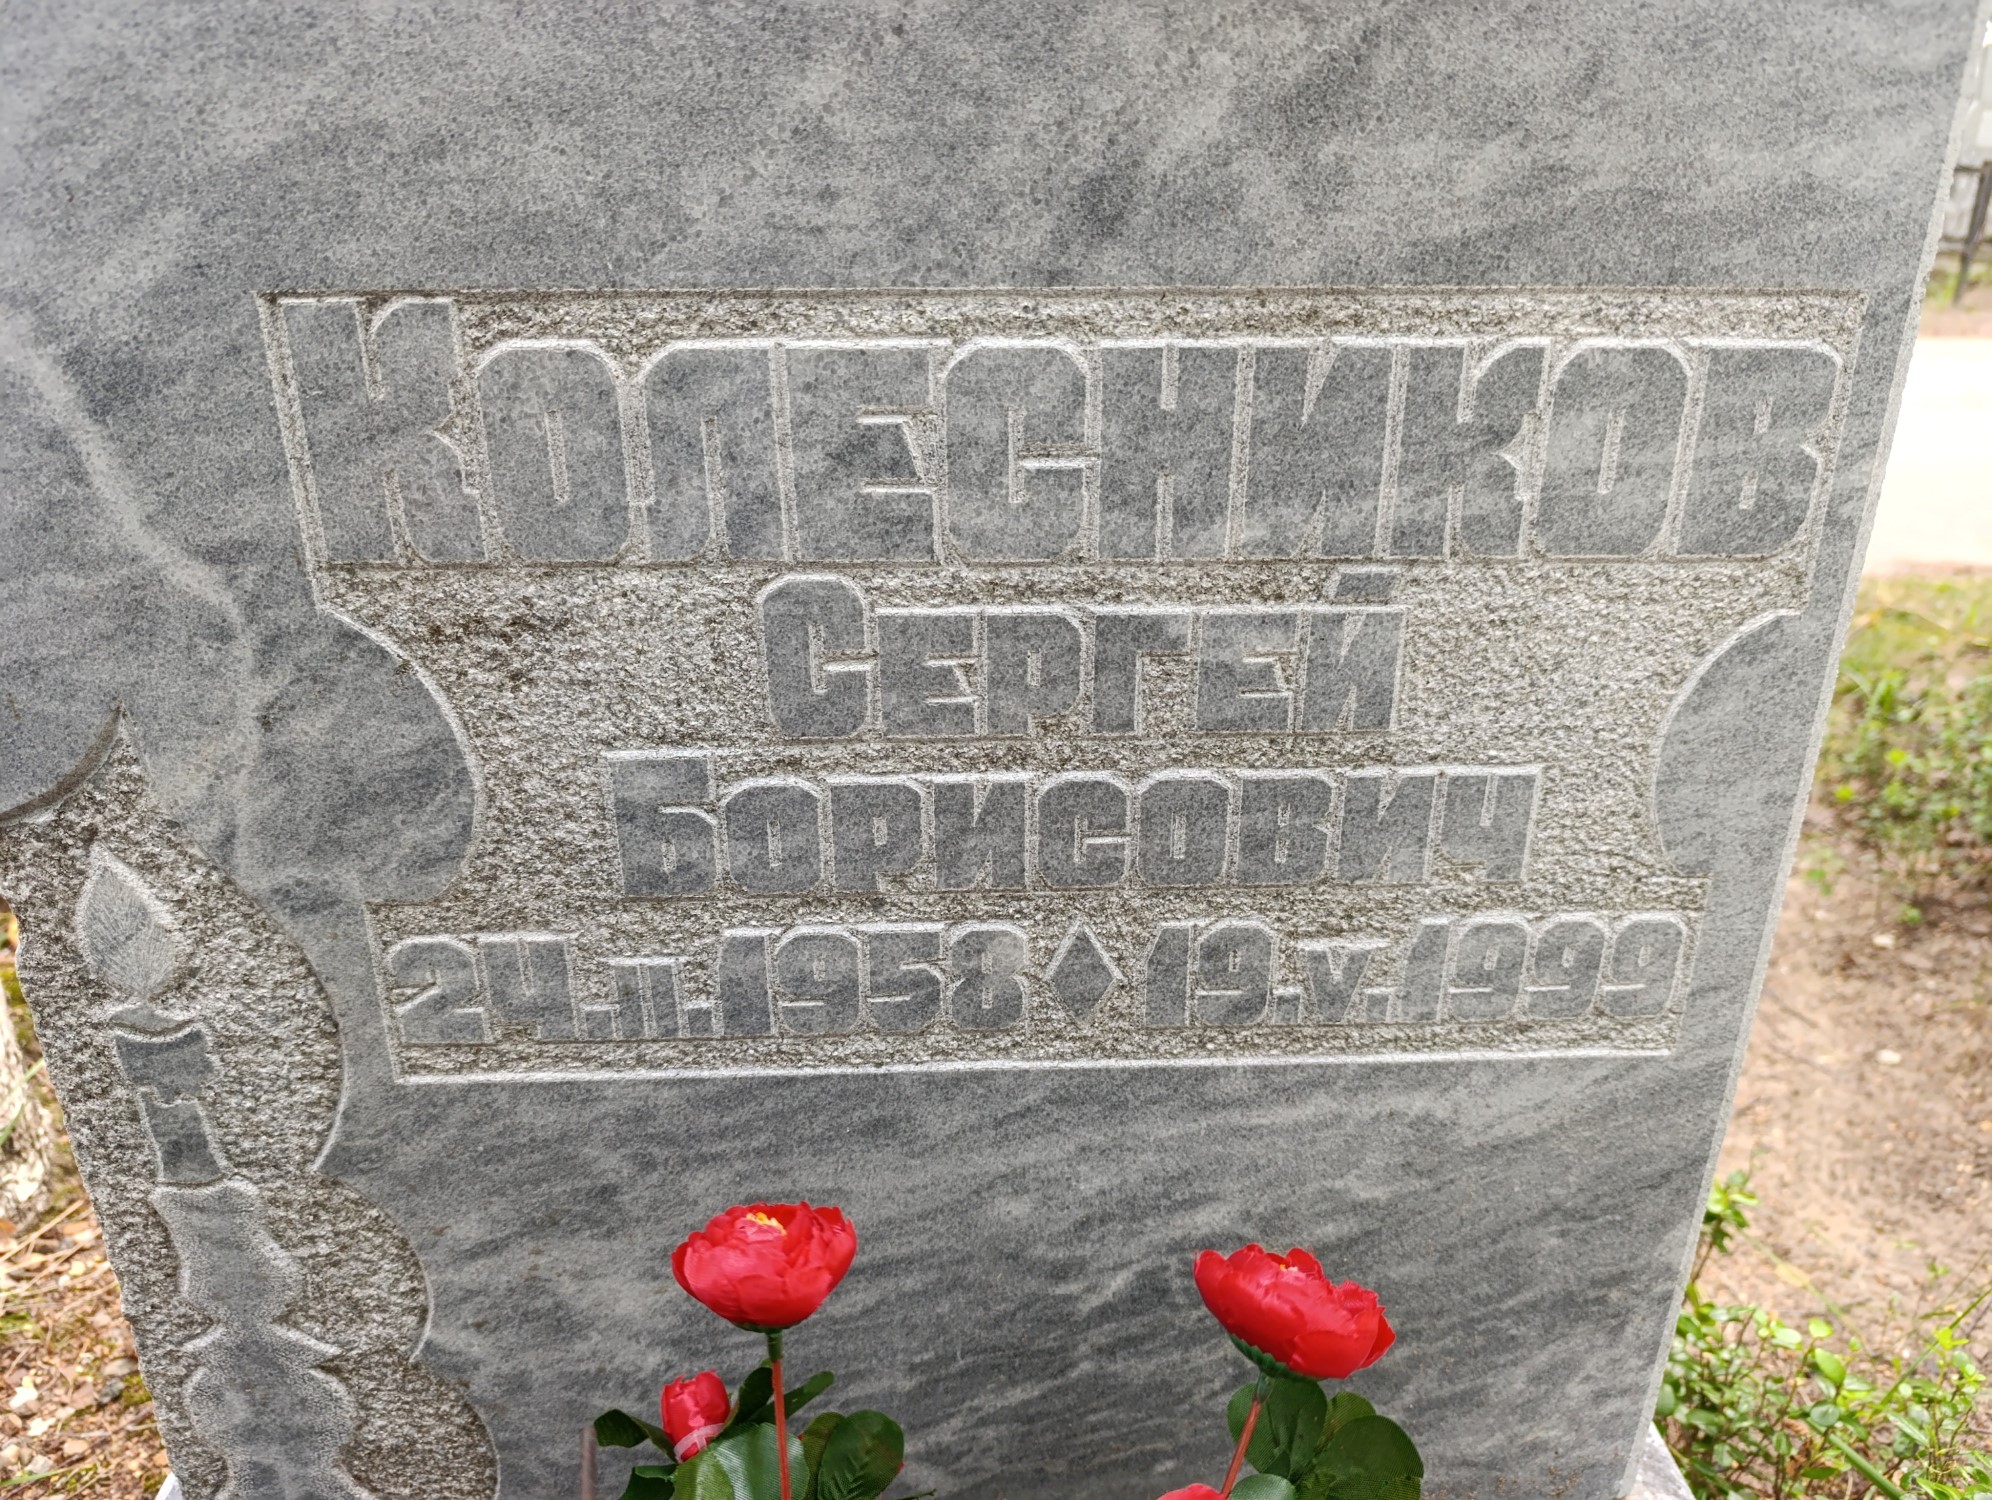 Колесников
Сергей
Борисович
24.II.1958 ♦ 19.V.1999